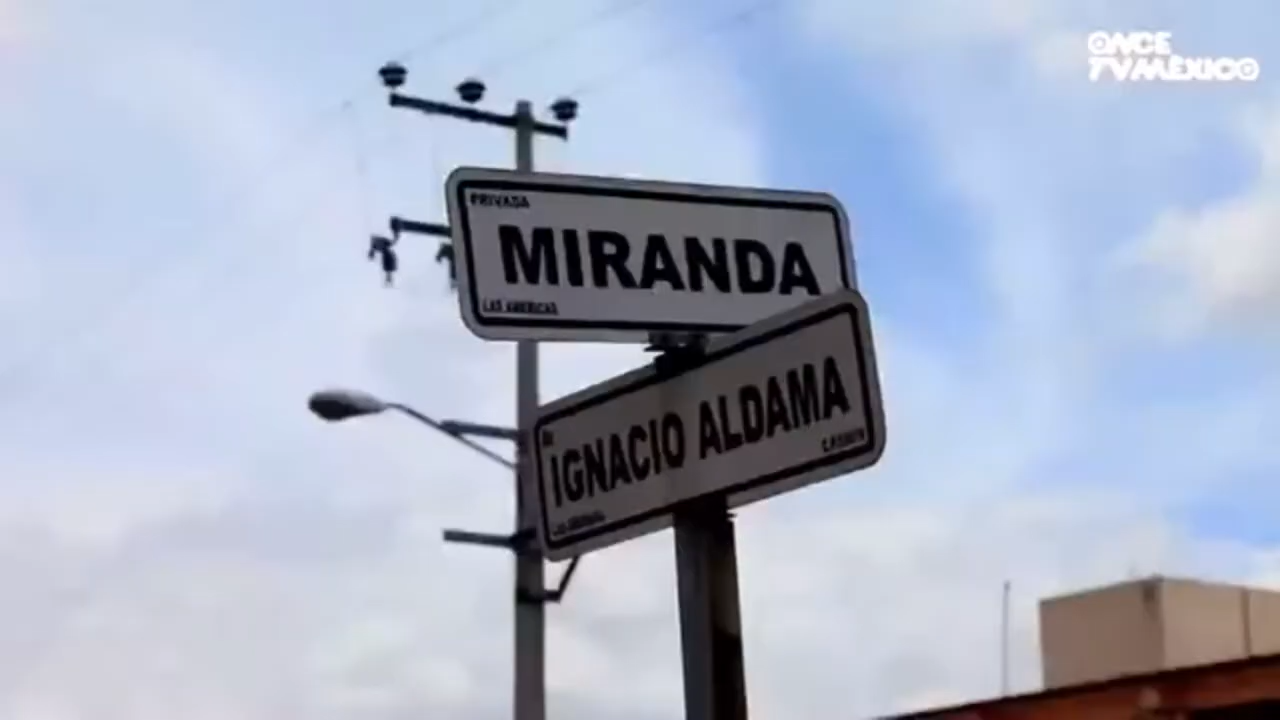 ONCE
TV MÉXICO
PRIVADA
MIRANDA
LAS AMERICAS
IGNACIO ALDAMA